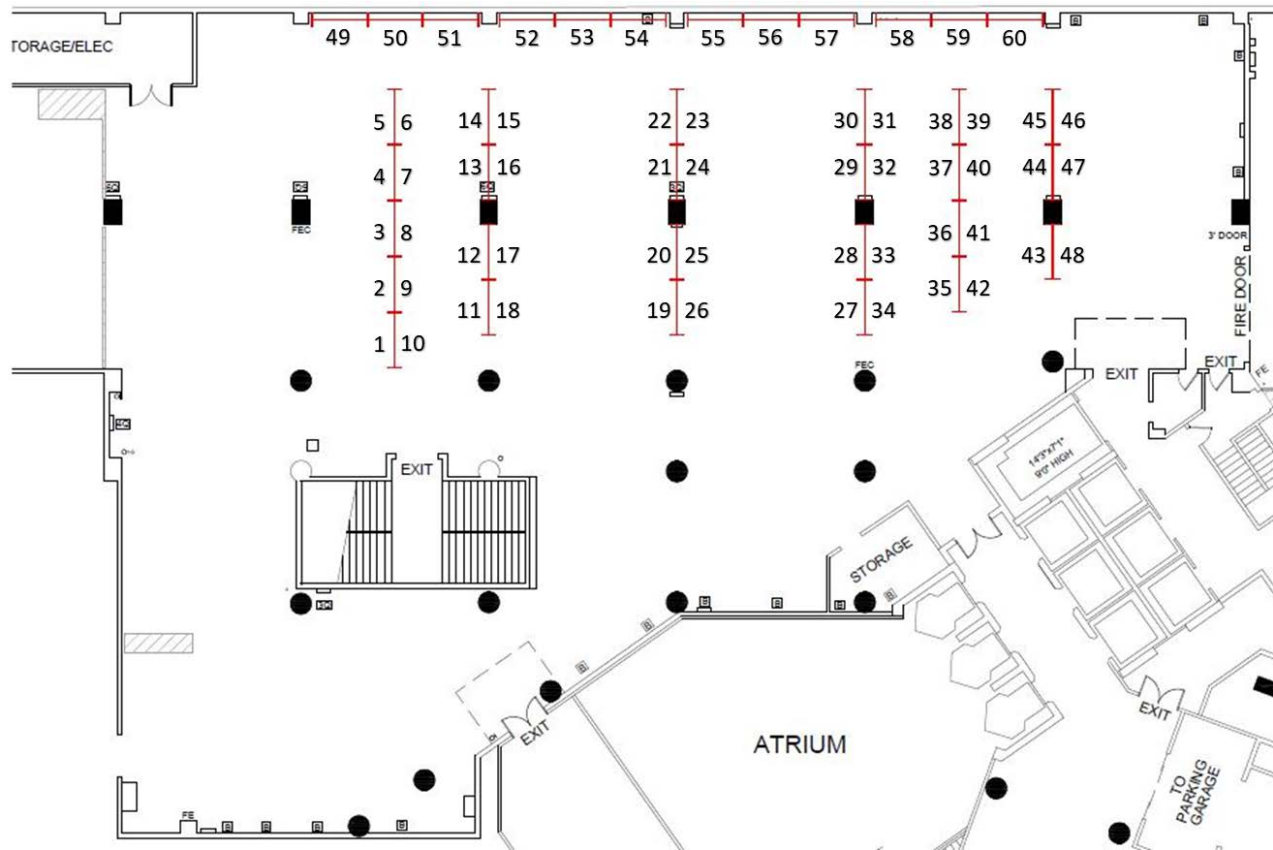 49 50 51 52 53 54 55 56 57 58 59 60
TORAGE/ELEC
5 6 14 15 22 23 30 31 38 39 45 46
4 7 13 16 21 24 29 32 37 40 44 47
FEC
3' DOOR
3 8 12 17 20 25 28 33 36 41 43 48
2 9 11 18 19 26 27 34 35 42
FIRE DOOR
1 10
FEC
EXIT
EXIT
FE
EXIT
14'3"x7'1"
9'0" HIGH
STORAGE
B
B
B
B
B
B
EXIT
EXIT
ATRIUM
TO
PARKING
GARAGE
FE
B
B
B
B